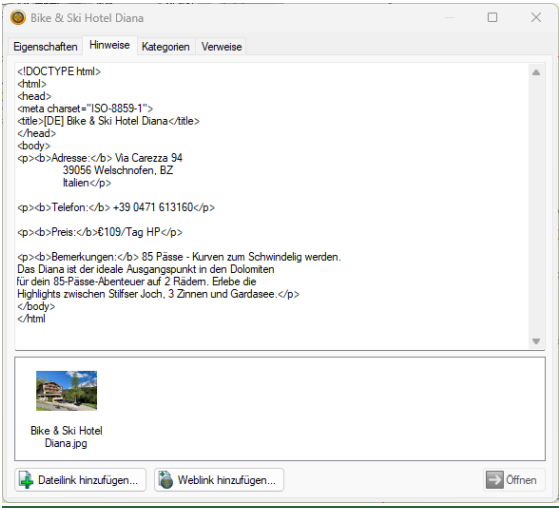 Bike & Ski Hotel Diana
Eigenschaften Hinweise Kategorien Verweise
<!DOCTYPE html>
<html>
<head>
<meta charset="ISO-8859-1">
<title>[DE] Bike & Ski Hotel Diana</title>
</head>
<body>
<p><b>Adresse:</b> Via Carezza 94
39056 Welschnofen, BZ
Italien</p>
<p><b>Telefon:</b> +39 0471 613160</p>
<p><b>Preis:</b>€109/Tag HP</p>
<p><b>Bemerkungen:</b> 85 Pässe - Kurven zum Schwindelig werden.
Das Diana ist der ideale Ausgangspunkt in den Dolomiten
für dein 85-Pässe-Abenteuer auf 2 Rädern. Erlebe die
Highlights zwischen Stilfser Joch, 3 Zinnen und Gardasee.</p>
</body>
</html
Bike & Ski Hotel
Diana.jpg
Dateilink hinzufügen... Weblink hinzufügen... Öffnen